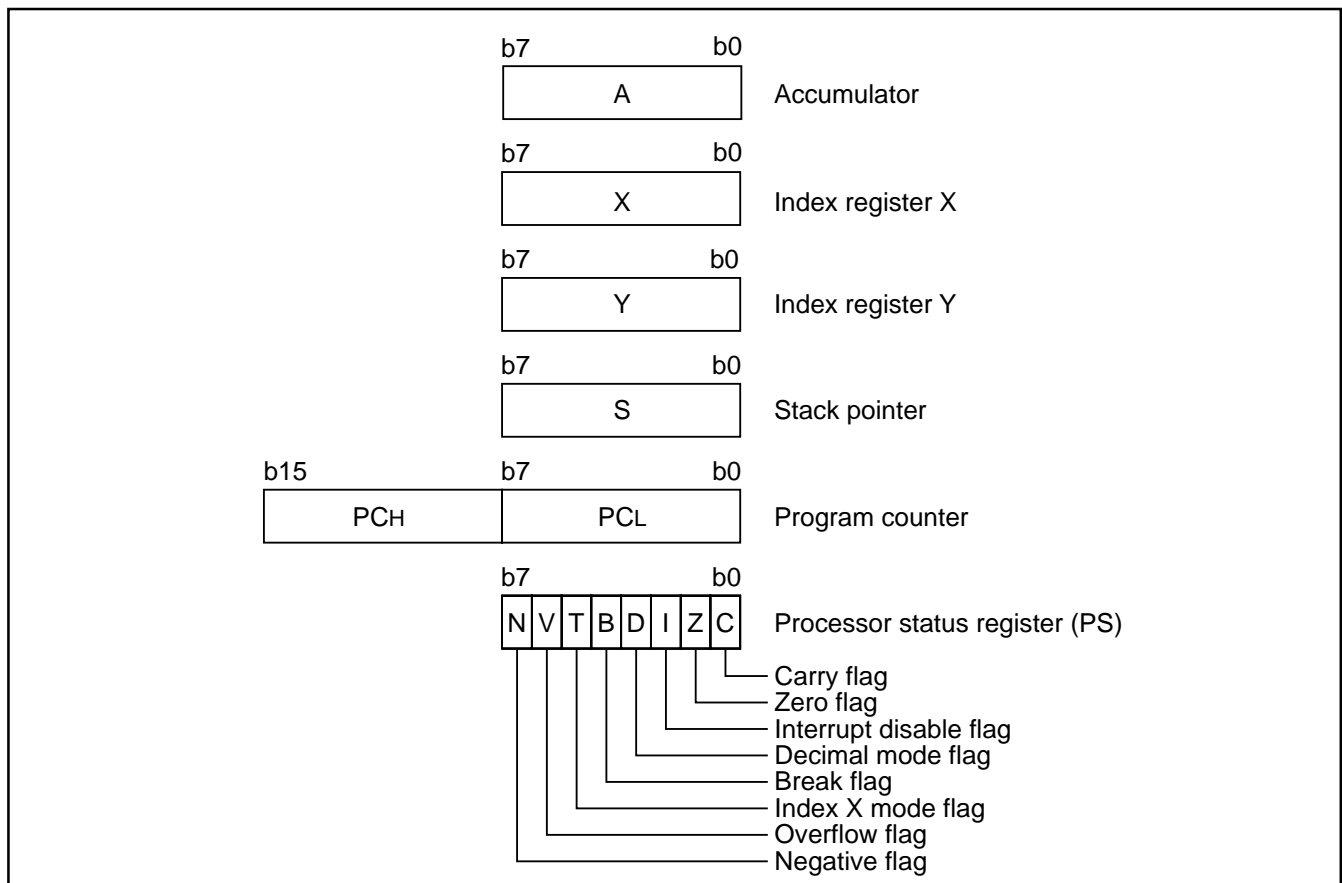 b7 b0
A Accumulator
b7 b0
X Index register X
b7 b0
Y Index register Y
b7 b0
S Stack pointer
b15 b7 b0
PCH PCL Program counter
b7 b0
N V T B D I Z C Processor status register (PS)
Carry flag
Zero flag
Interrupt disable flag
Decimal mode flag
Break flag
Index X mode flag
Overflow flag
Negative flag